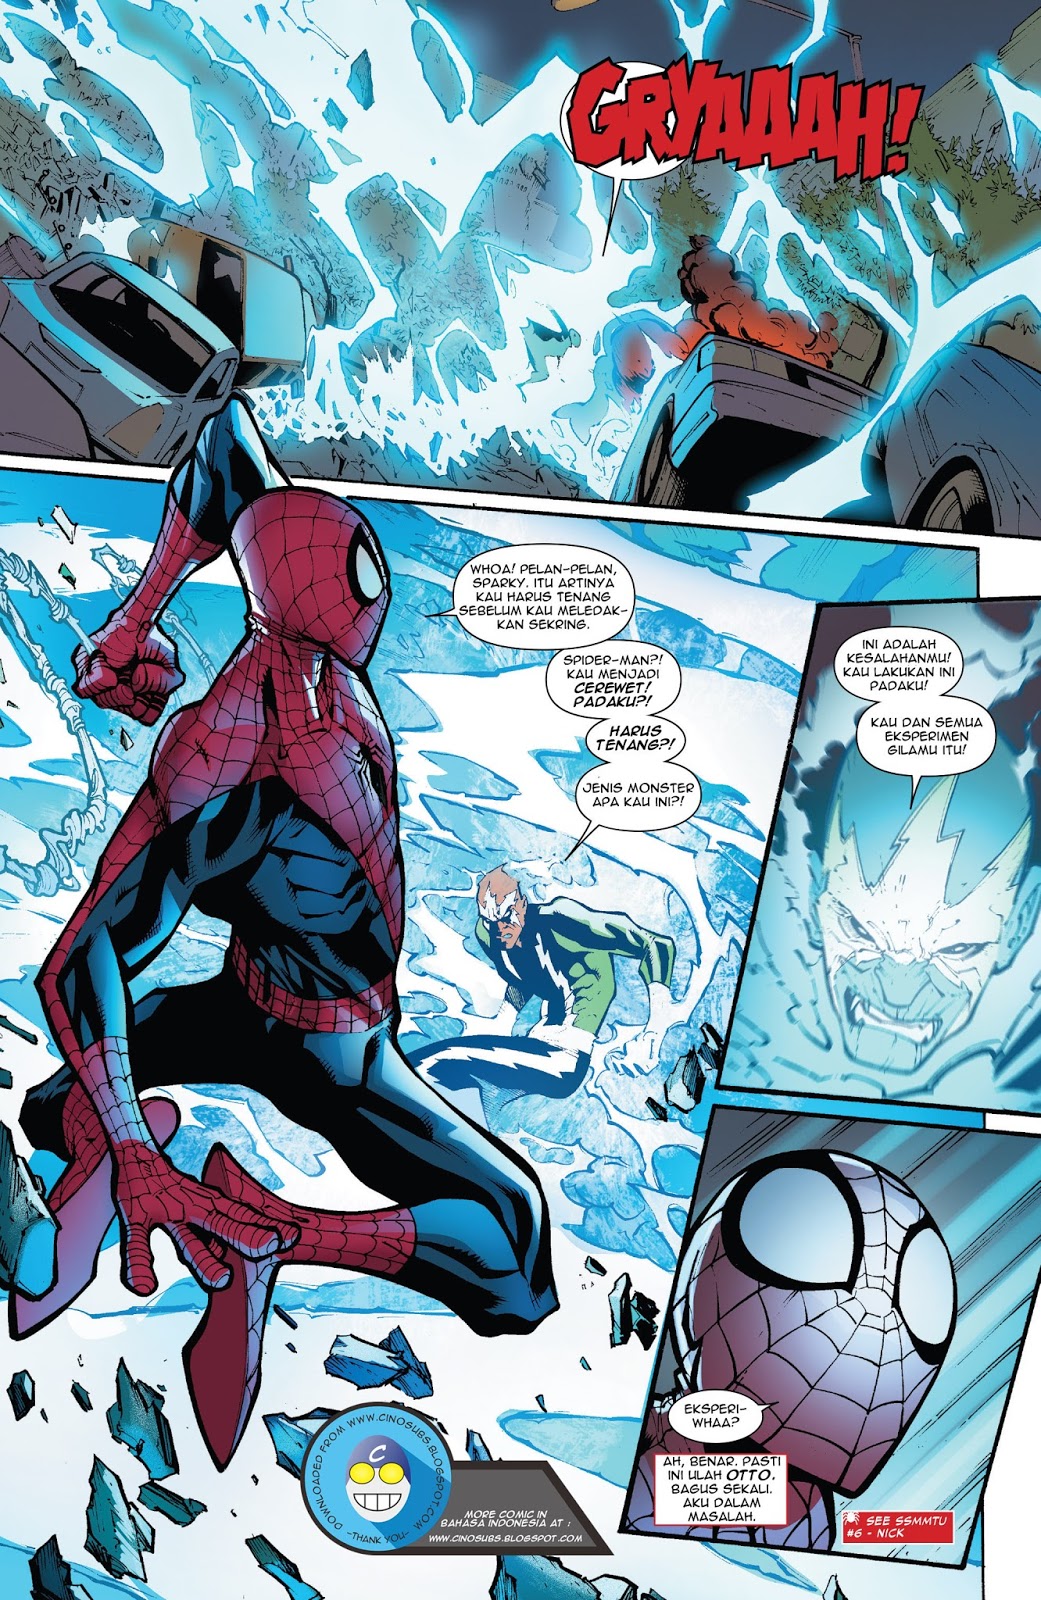 GRYAAAH!
WHOA! PELAN-PELAN,
SPARKY. ITU ARTINYA
KAU HARUS TENANG
SEBELUM KAU MELEDAK-
KAN SEKRING.
SPIDER-MAN?!
KAU MENJADI
CEREWET!
PADAKU?!
HARUS
TENANG?!
JENIS MONSTER
APA KAU INI?!
INI ADALAH
KESALAHANMU!
KAU LAKUKAN INI
PADAKU!
KAU DAN SEMUA
EKSPERIMEN
GILAMU ITU!
EKSPERI-
WHAA?
AH, BENAR. PASTI
INI ULAH OTTO.
BAGUS SEKALI.
AKU DALAM
MASALAH.
SEE SSMMTU
#6 - NICK
DOWNLOADED FROM WWW.CINOSUBS.BLOGSPOT.COM
C
-THANK YOU-
MORE COMIC IN
BAHASA INDONESIA AT :
WWW.CINOSUBS.BLOGSPOT.COM